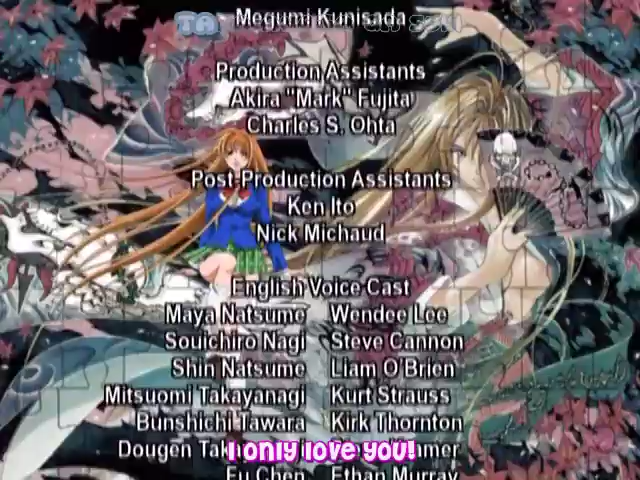 Megumi Kunisada
Production Assistants
Akira "Mark" Fujita
Charles S. Ohta
Post-Production Assistants
Ken Ito
Nick Michaud
English Voice Cast
Maya Natsume Wendee Lee
Souichiro Nagi Steve Cannon
Shin Natsume Liam O'Brien
Mitsuomi Takayanagi Kurt Strauss
Bunshichi Tawara Kirk Thornton
Dougen
I only love you!
Fu Chen Ethan Murray